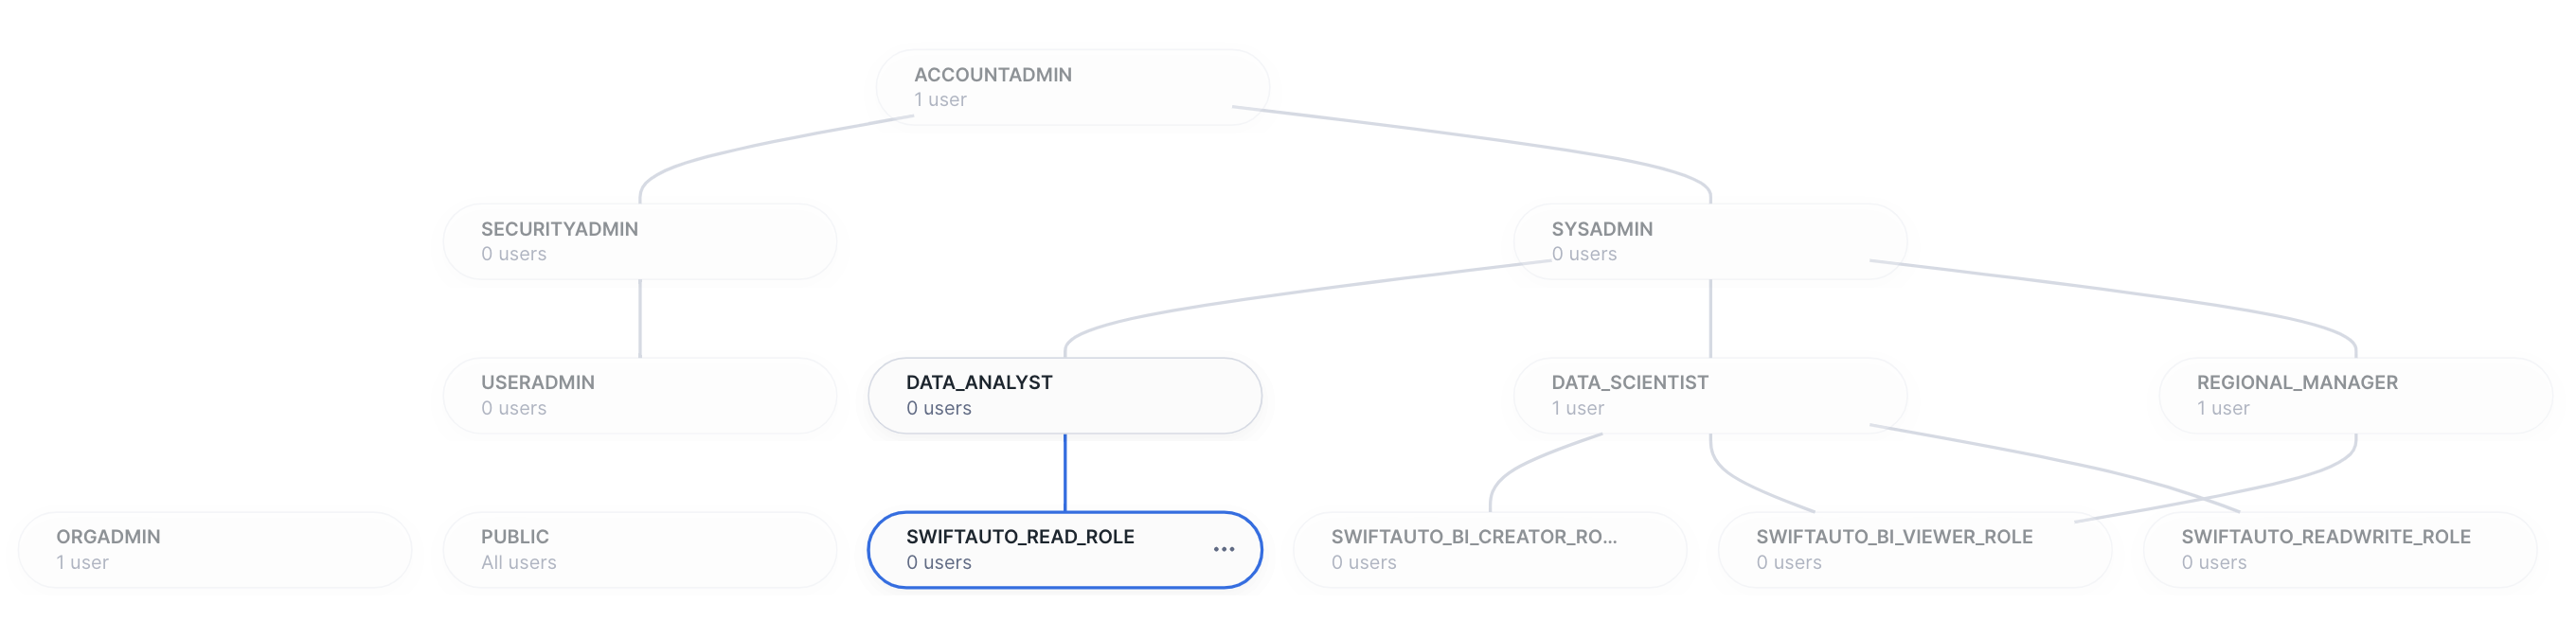 ACCOUNTADMIN
1 user
SECURITYADMIN
0 users
SYSADMIN
0 users
USERADMIN
0 users
DATA_ANALYST
0 users
DATA_SCIENTIST
1 user
REGIONAL_MANAGER
1 user
ORGADMIN
1 user
PUBLIC
All users
SWIFTAUTO_READ_ROLE
0 users
SWIFTAUTO_BI_CREATOR_RO...
0 users
SWIFTAUTO_BI_VIEWER_ROLE
0 users
SWIFTAUTO_READWRITE_ROLE
0 users